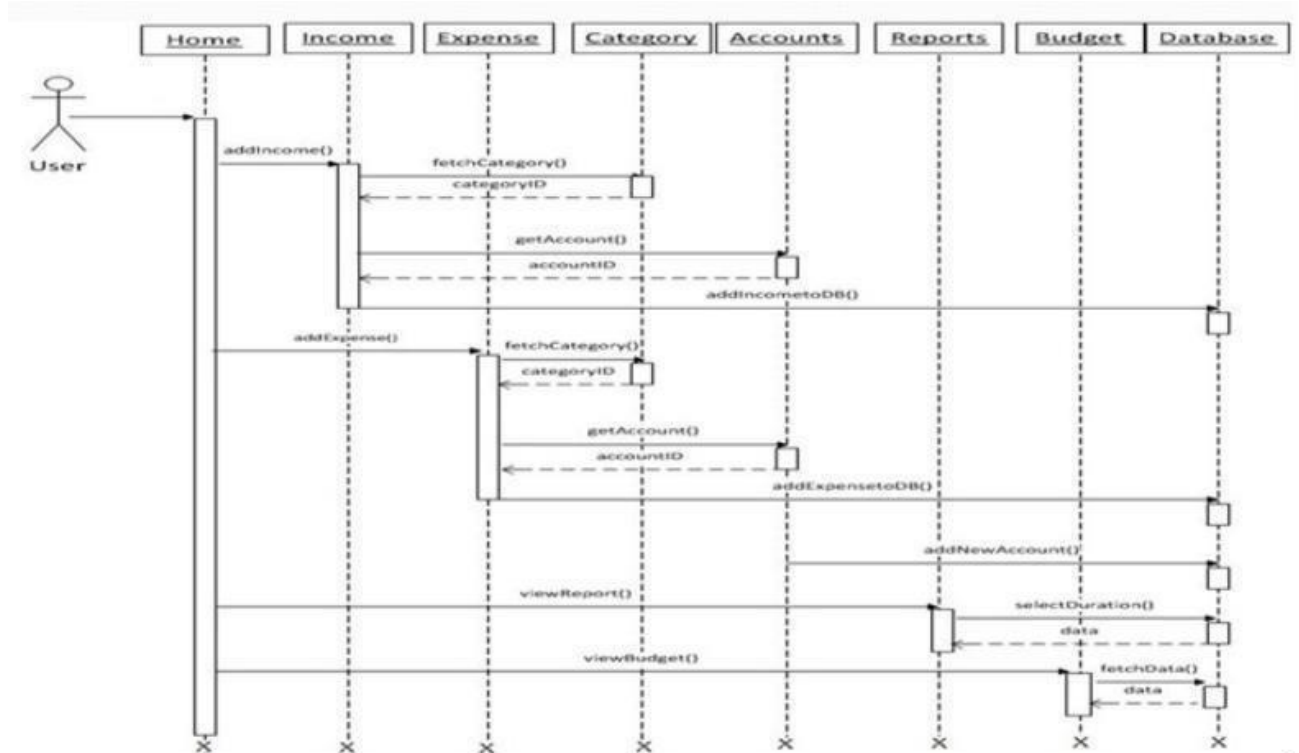 Home Income Expense Category Accounts Reports Budget Database
User
addIncome()
fetchCategory()
categoryID
getAccount()
accountID
addIncometoDB()
addExpense()
fetchCategory()
categoryID
getAccount()
accountID
addExpensetoDB()
addNewAccount()
viewReport()
selectDuration()
data
viewBudget()
fetchData()
data